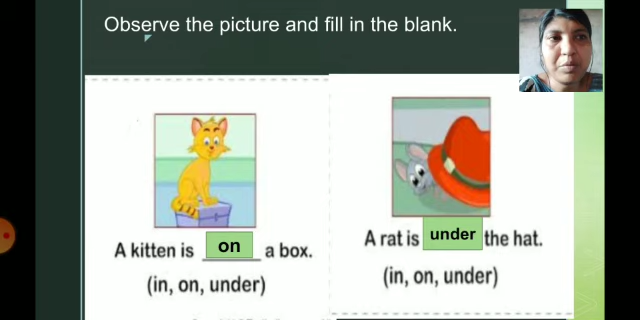 Observe the picture and fill in the blank.
A kitten is on a box.
(in, on, under)
A rat is under the hat.
(in, on, under)